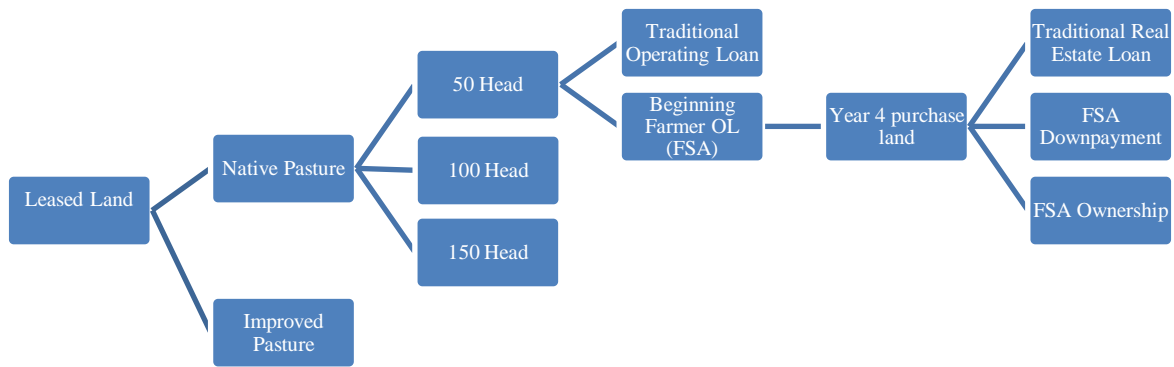 Leased Land
Native Pasture
Improved
Pasture
50 Head
100 Head
150 Head
Traditional
Operating Loan
Beginning
Farmer OL
(FSA)
Year 4 purchase
land
Traditional Real
Estate Loan
FSA
Downpayment
FSA Ownership